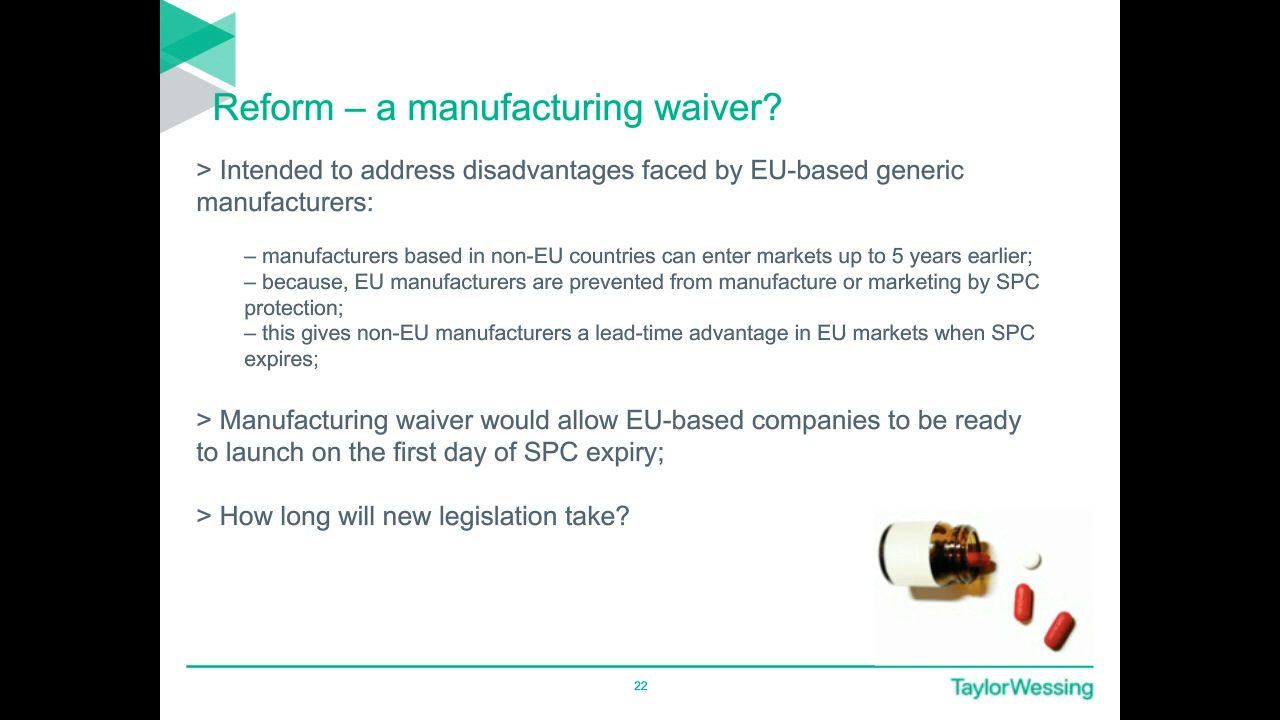 Reform – a manufacturing waiver?
> Intended to address disadvantages faced by EU-based generic
manufacturers:
– manufacturers based in non-EU countries can enter markets up to 5 years earlier;
– because, EU manufacturers are prevented from manufacture or marketing by SPC
protection;
– this gives non-EU manufacturers a lead-time advantage in EU markets when SPC
expires;
> Manufacturing waiver would allow EU-based companies to be ready
to launch on the first day of SPC expiry;
> How long will new legislation take?
22
TaylorWessing